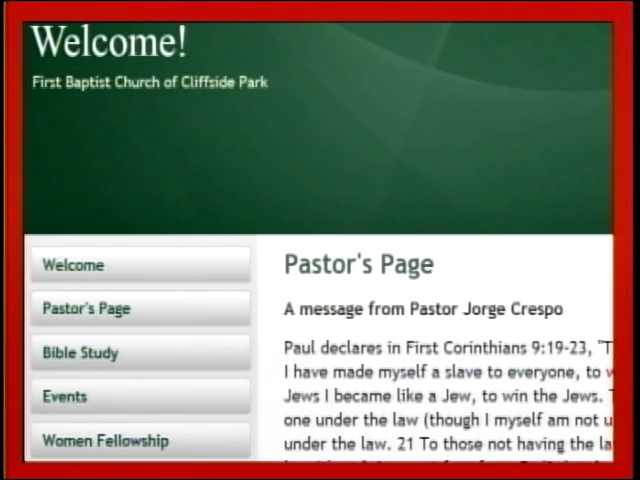 Welcome!
First Baptist Church of Cliffside Park
Welcome
Pastor's Page
Bible Study
Events
Women Fellowship
Pastor's Page
A message from Pastor Jorge Crespo
Paul declares in First Corinthians 9:19-23, "T
I have made myself a slave to everyone, to w
Jews I became like a Jew, to win the Jews. T
one under the law (though I myself am not u
under the law. 21 To those not having the la